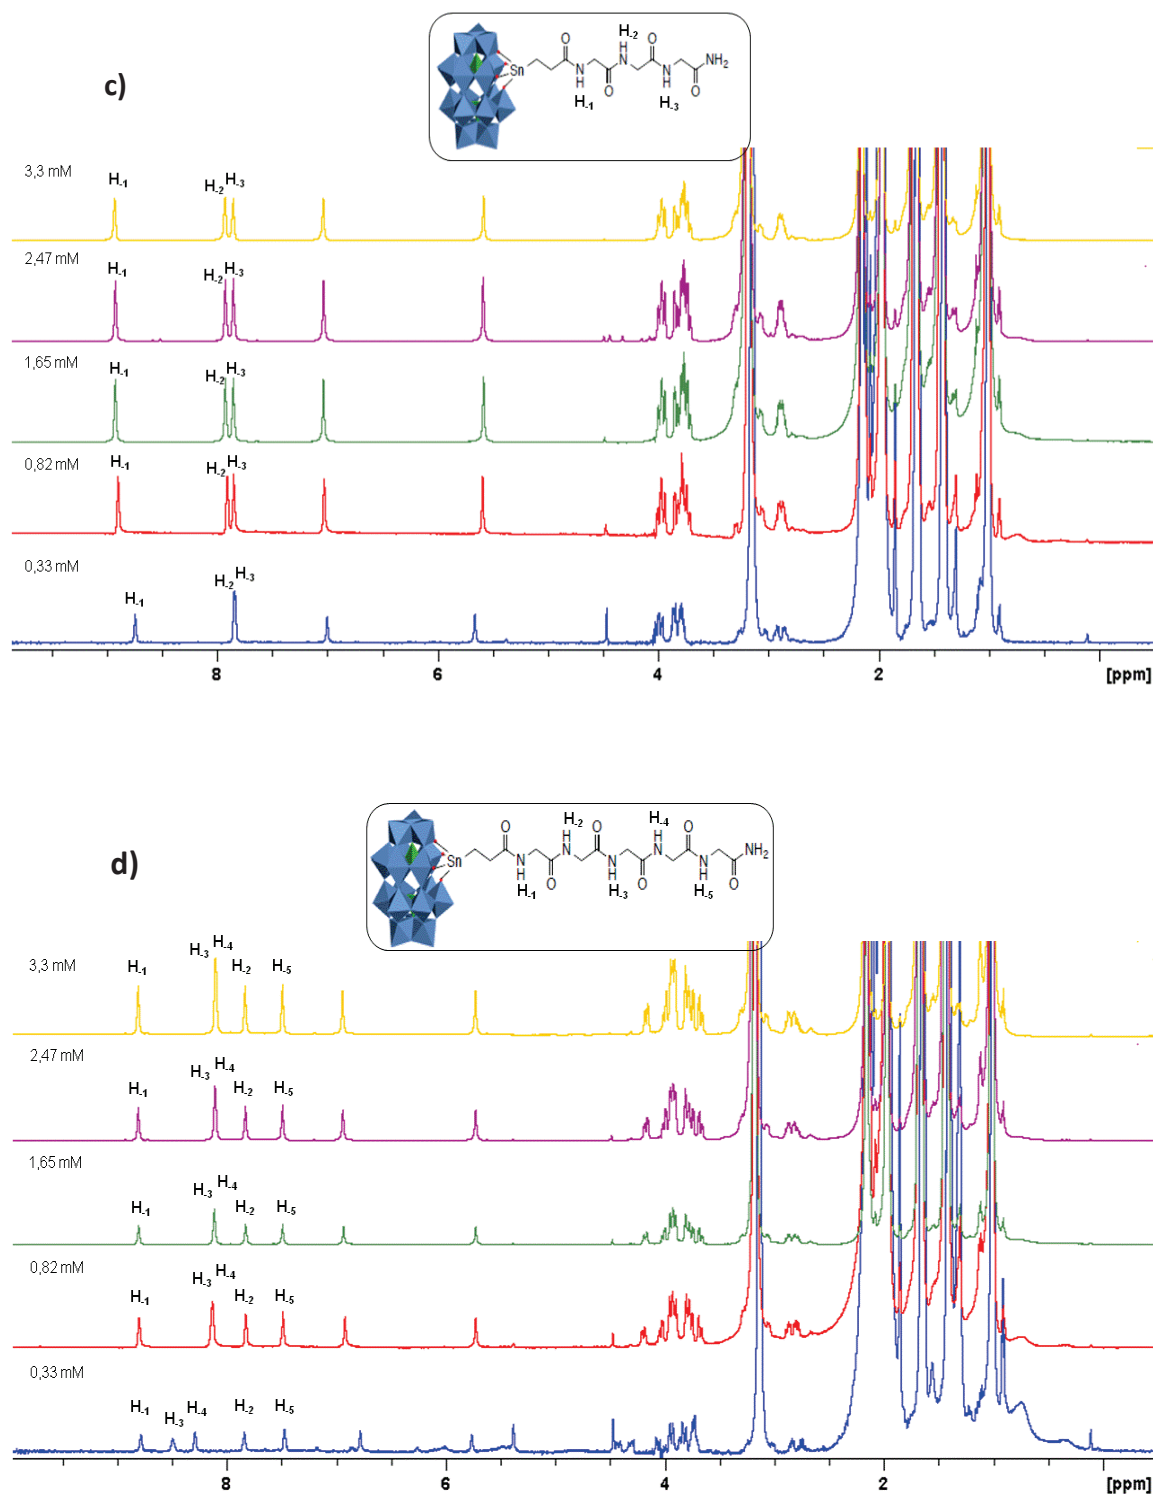 c)
O H-2 N H O NH2
Sn N H O N H O
H-1 H-3
3,3 mM H-1 H-2 H-3
2,47 mM H-1 H-2 H-3
1,65 mM H-1 H-2 H-3
0,82 mM H-1 H-2 H-3
0,33 mM H-1 H-2 H-3
8 6 4 2 [ppm]
d)
O H-2 N H O H-4 N H O NH2
Sn N H O N H O N H O
H-1 H-3 H-5
3,3 mM H-1 H-3 H-4 H-2 H-5
2,47 mM H-1 H-3 H-4 H-2 H-5
1,65 mM H-1 H-3 H-4 H-2 H-5
0,82 mM H-1 H-3 H-4 H-2 H-5
0,33 mM H-1 H-3 H-4 H-2 H-5
8 6 4 2 [ppm]